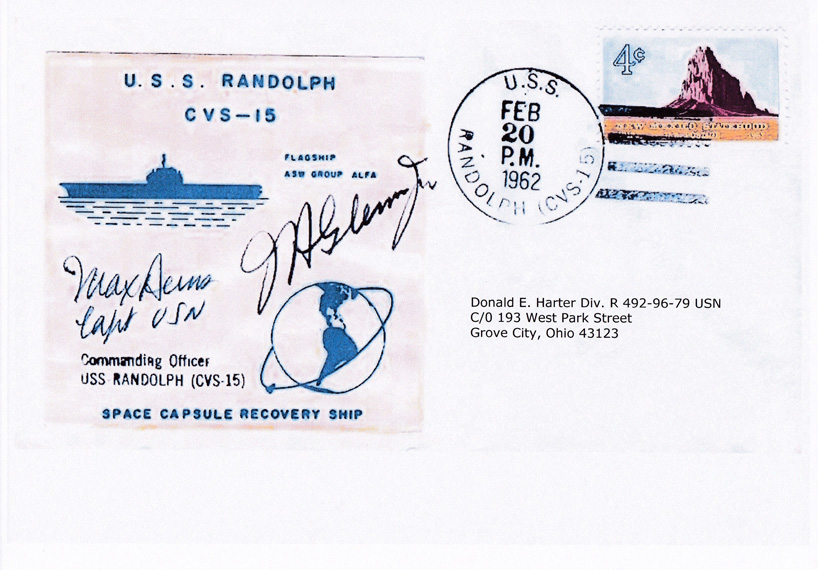 U.S.S. RANDOLPH
CVS-15
FLAGSHIP
ASW GROUP ALFA
JHGlenn Jr
Max
Capt USN
Commanding Officer
USS RANDOLPH (CVS-15)
SPACE CAPSULE RECOVERY SHIP
U.S.S.
FEB
20
P.M.
1962
RANDOLPH (CVS-15)
4¢
Donald E. Harter Div. R 492-96-79 USN
C/0 193 West Park Street
Grove City, Ohio 43123